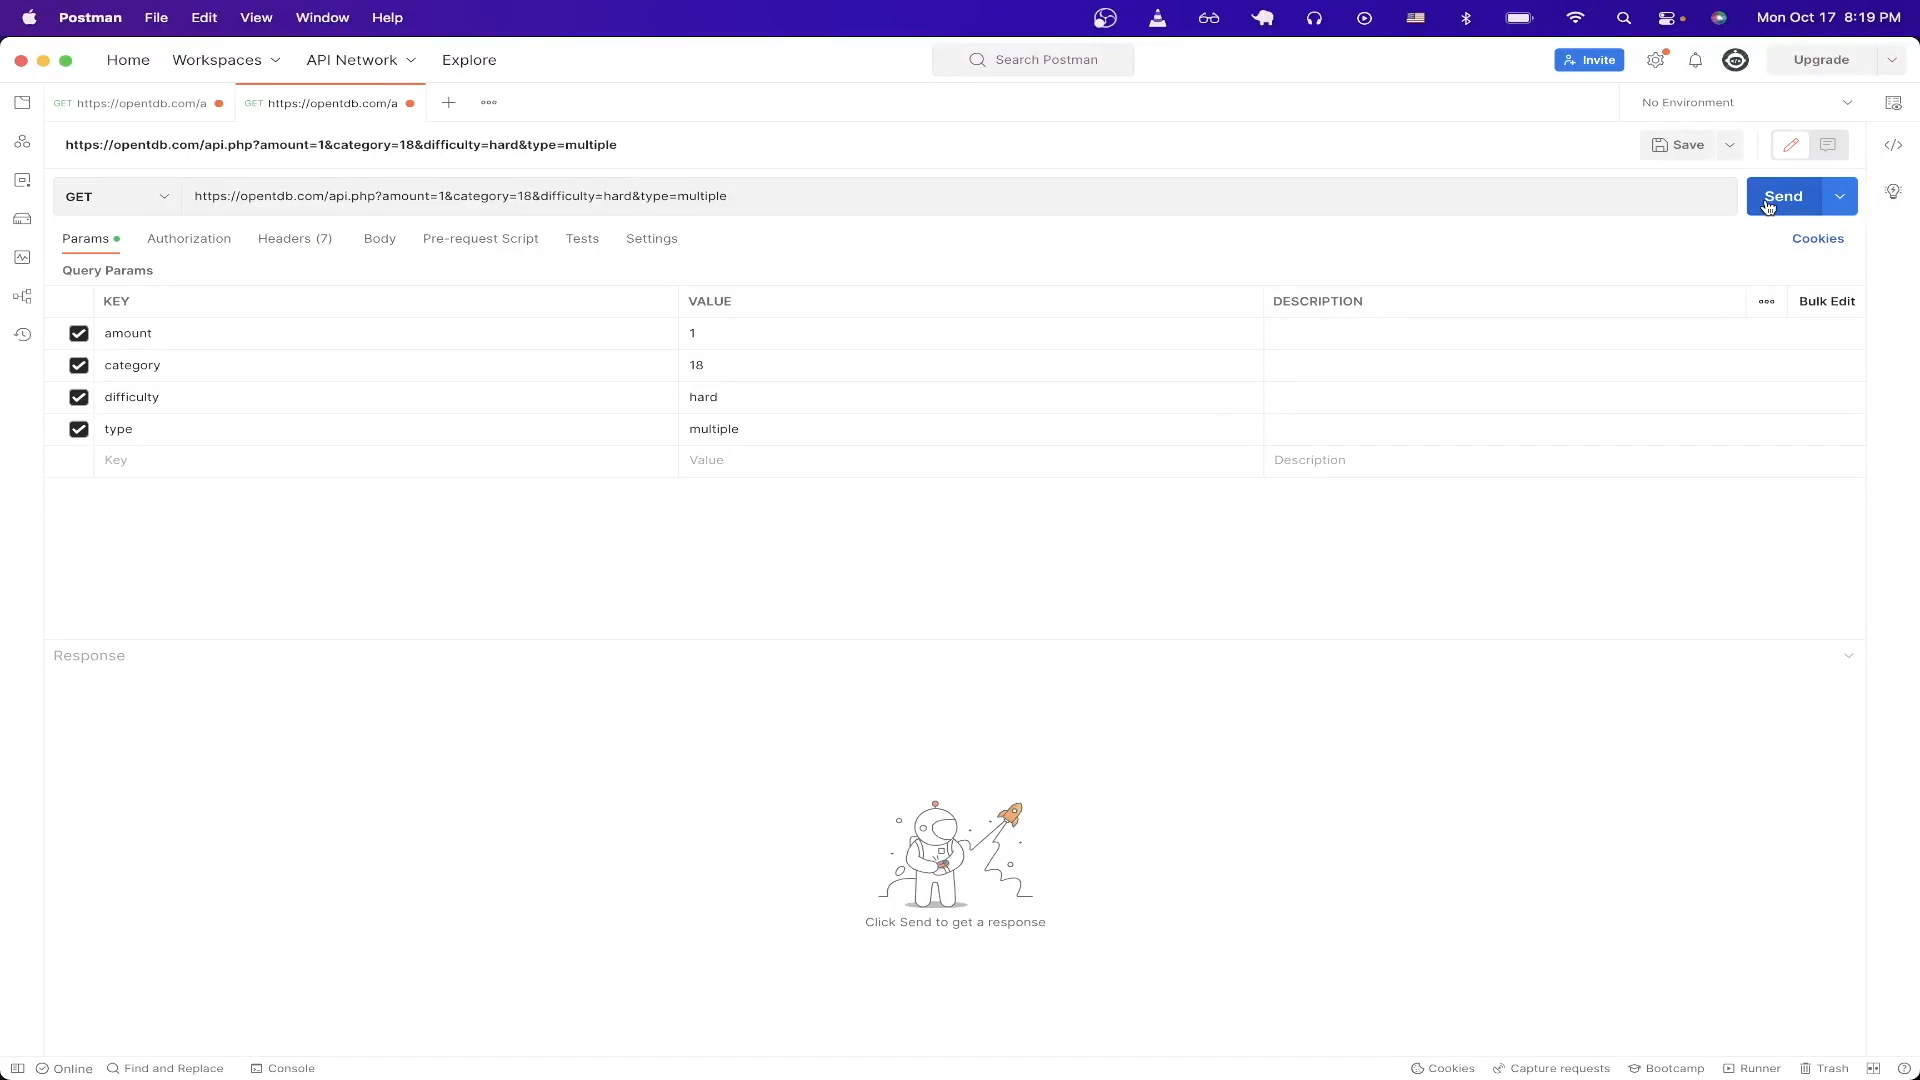 Postman File Edit View Window Help Mon Oct 17 8:19 PM
Home Workspaces API Network Explore Search Postman Invite Upgrade
GET https://opentdb.com/a GET https://opentdb.com/a No Environment
https://opentdb.com/api.php?amount=1&category=18&difficulty=hard&type=multiple Save
GET https://opentdb.com/api.php?amount=1&category=18&difficulty=hard&type=multiple Send
Params Authorization Headers (7) Body Pre-request Script Tests Settings Cookies
Query Params
KEY VALUE DESCRIPTION Bulk Edit
amount 1
category 18
difficulty hard
type multiple
Key Value Description
Response
Click Send to get a response
Online Find and Replace Console Cookies Capture requests Bootcamp Runner Trash